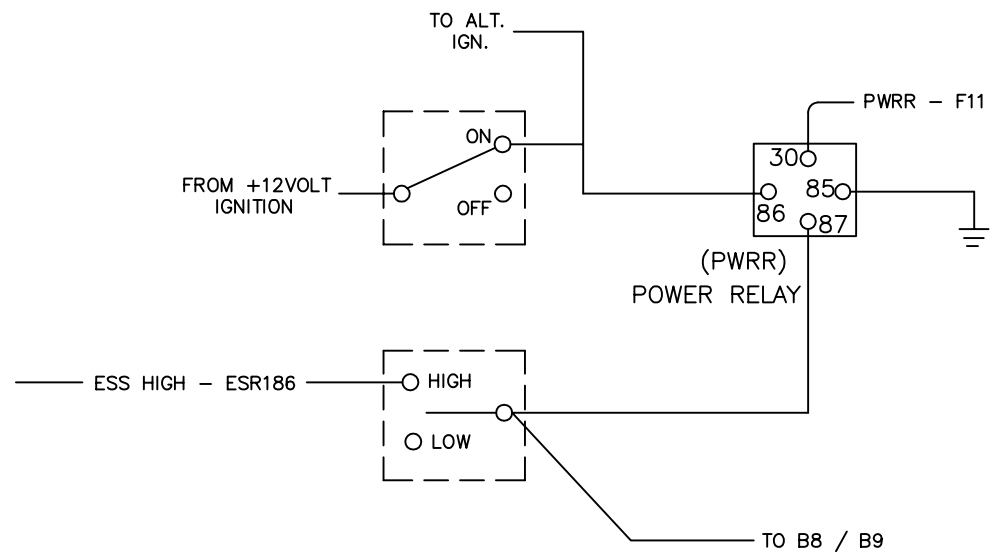 TO ALT.
IGN.
PWRR - F11
ON
30
FROM +12VOLT
IGNITION
OFF
85
86
87
(PWRR)
POWER RELAY
ESS HIGH - ESR186
HIGH
LOW
TO B8 / B9